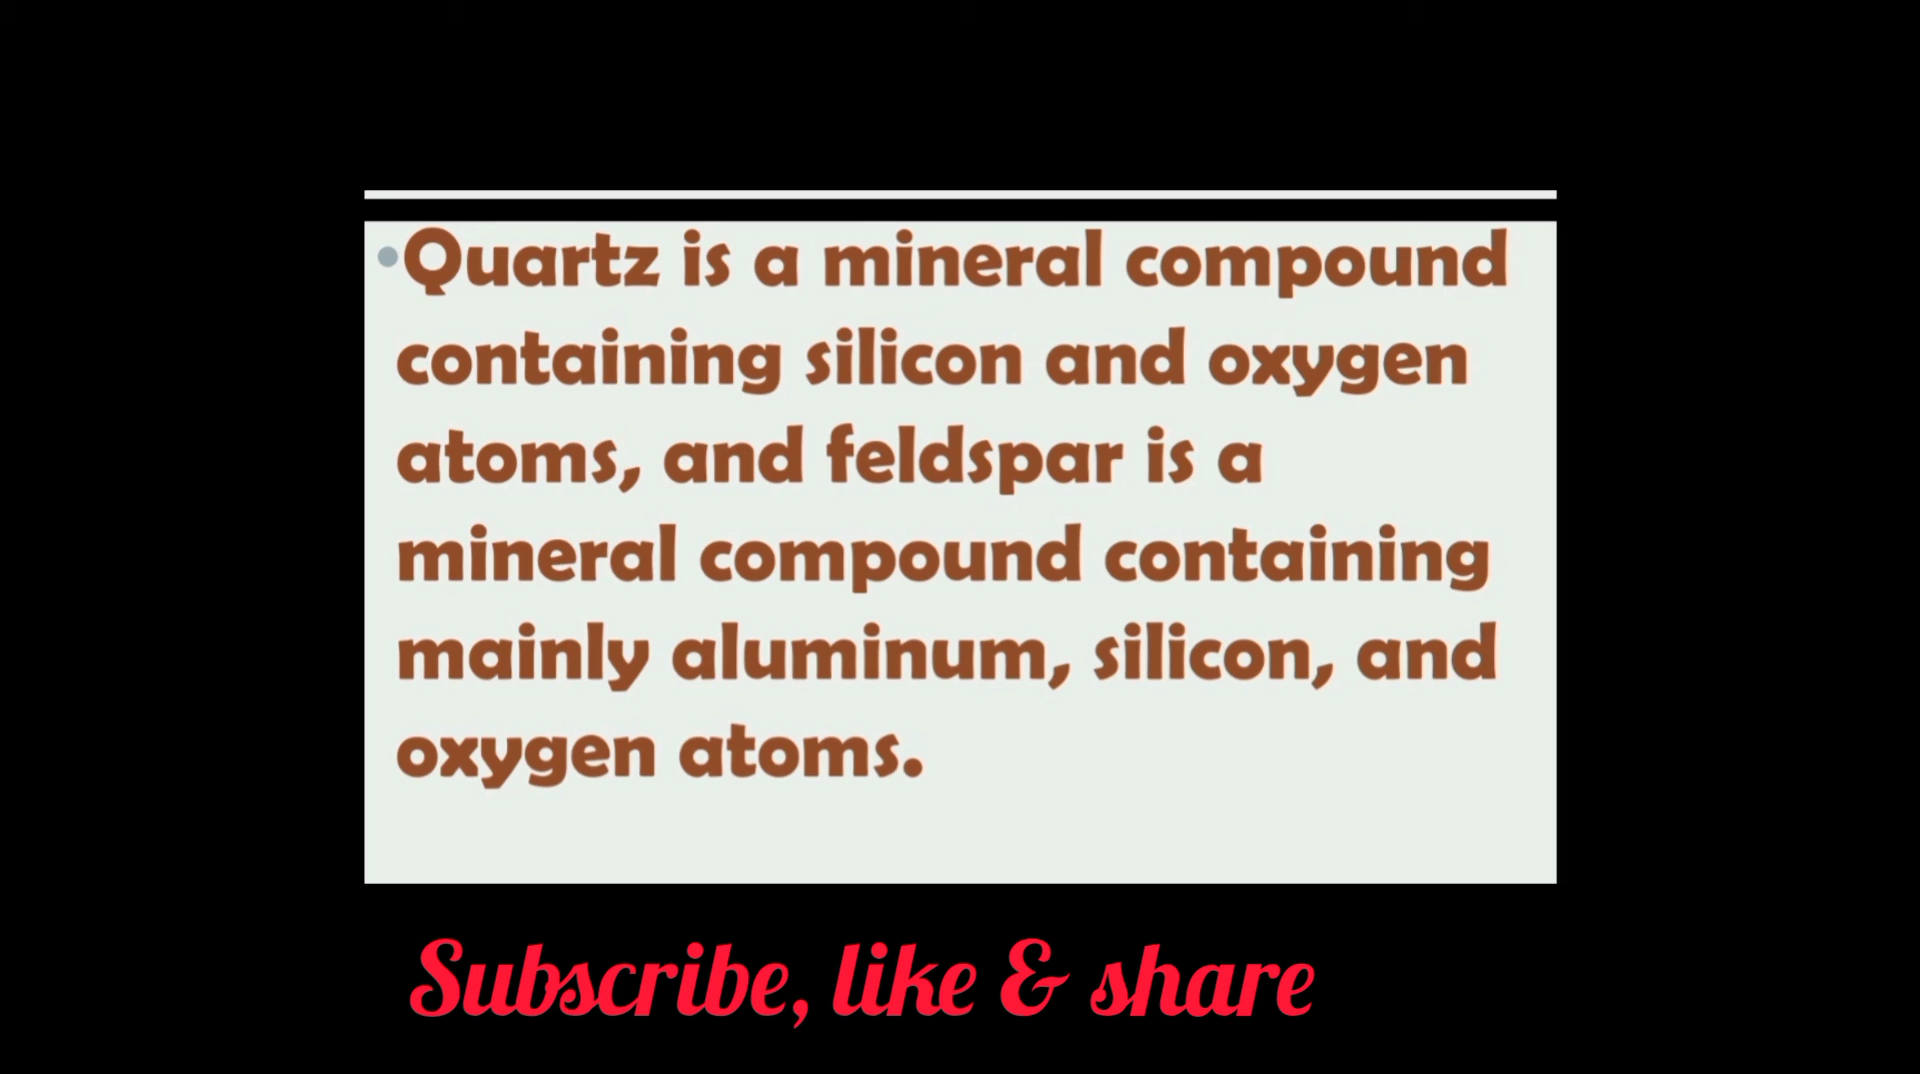 •Quartz is a mineral compound
containing silicon and oxygen
atoms, and feldspar is a
mineral compound containing
mainly aluminum, silicon, and
oxygen atoms.
Subscribe, like & share